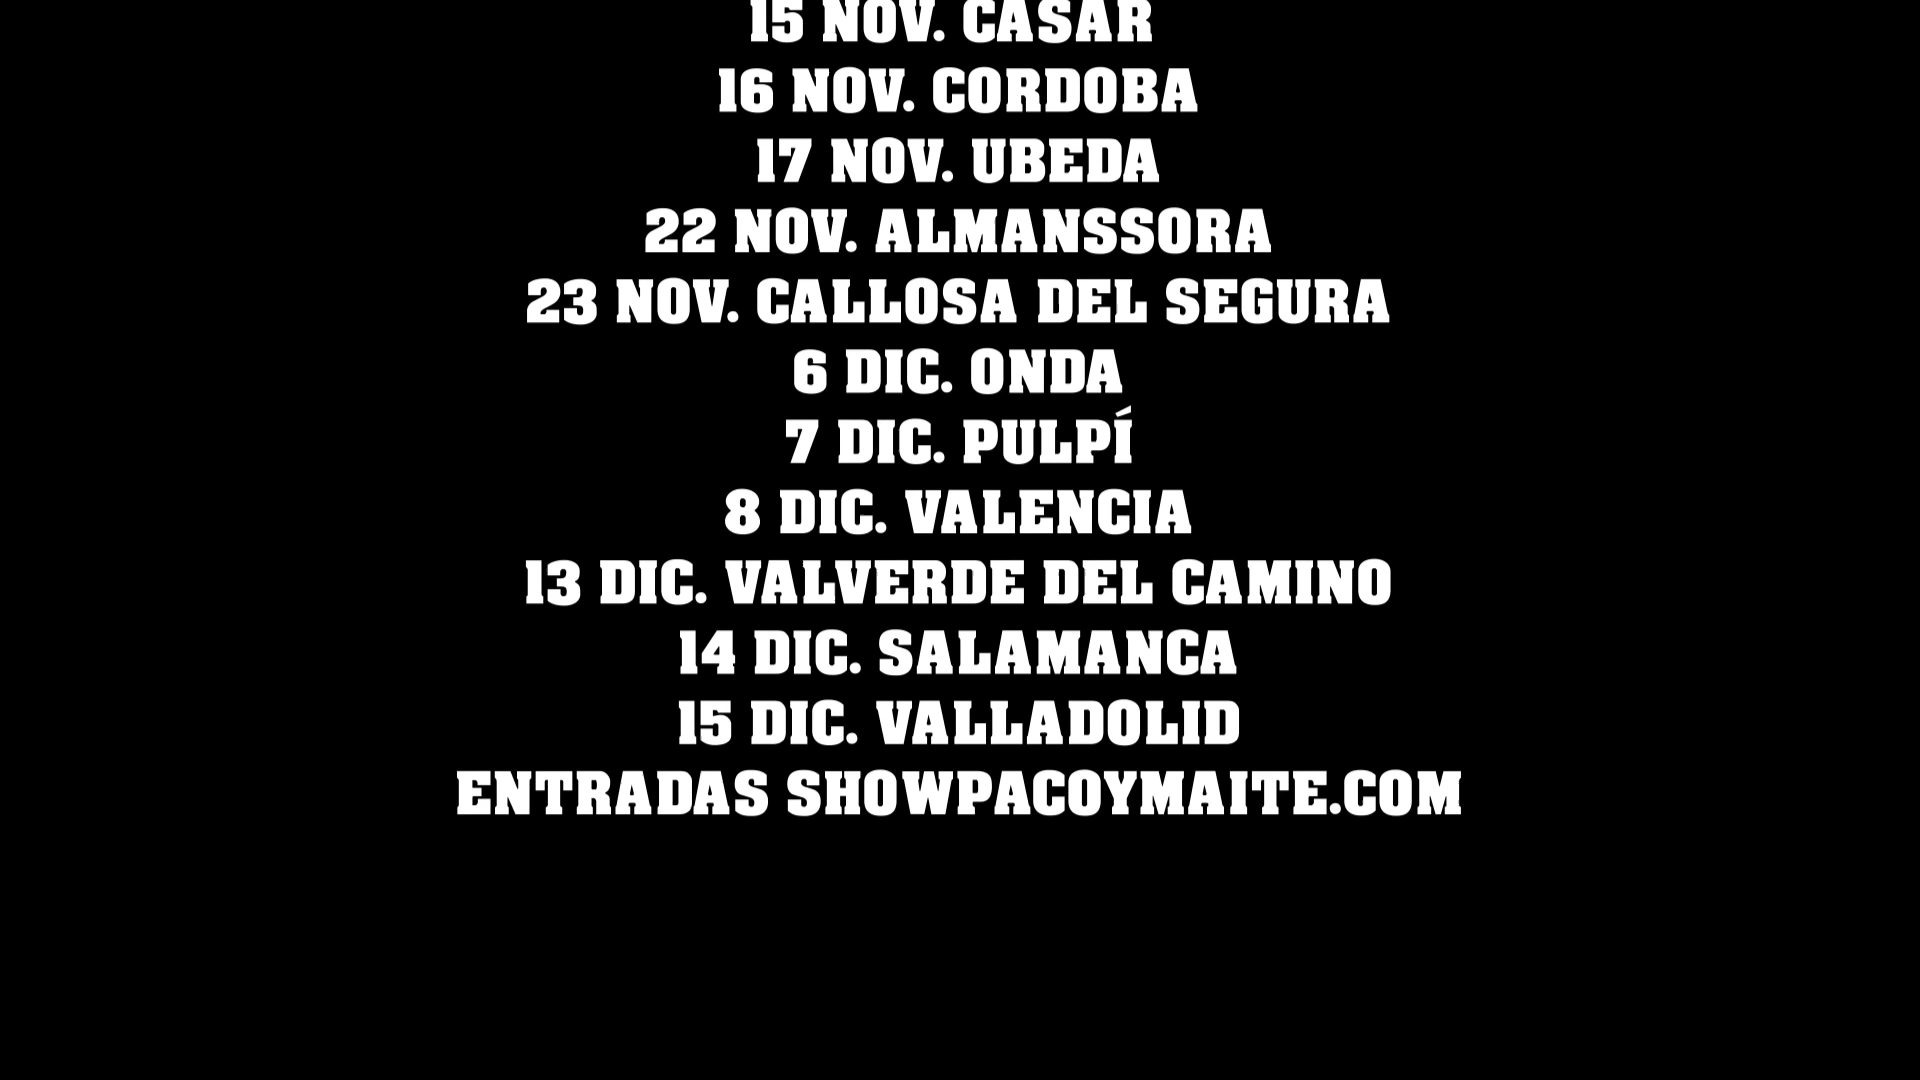 15 NOV. CASAR
16 NOV. CORDOBA
17 NOV. UBEDA
22 NOV. ALMANSSORA
23 NOV. CALLOSA DEL SEGURA
6 DIC. ONDA
7 DIC. PULPÍ
8 DIC. VALENCIA
13 DIC. VALVERDE DEL CAMINO
14 DIC. SALAMANCA
15 DIC. VALLADOLID
ENTRADAS SHOWPACOYMAITE.COM